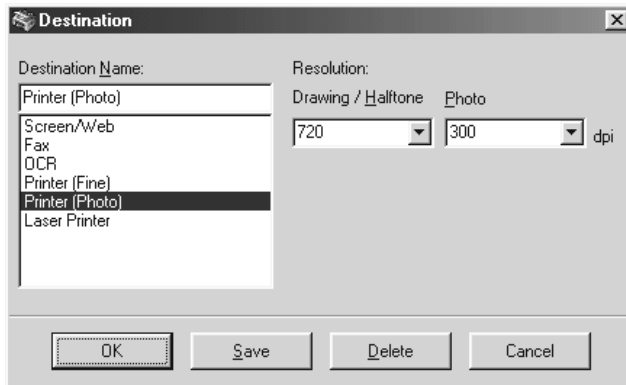 Destination
Destination Name:
Printer (Photo)
Screen/Web
Fax
OCR
Printer (Fine)
Printer (Photo)
Laser Printer
Resolution:
Drawing / Halftone Photo
720 300 dpi
OK Save Delete Cancel